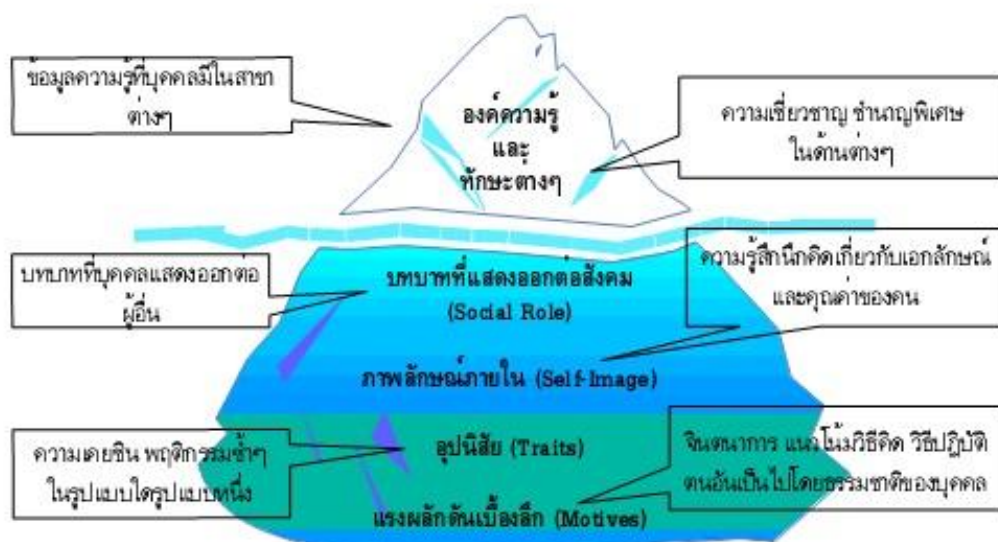 ข้อมูลความรู้ที่บุคคลมีในสาขา
ต่างๆ
องค์ความรู้
และ
ทักษะต่างๆ
ความเชี่ยวชาญ ชำนาญพิเศษ
ในด้านต่างๆ
บทบาทที่บุคคลแสดงออกต่อ
ผู้อื่น
บทบาทที่แสดงออกต่อสังคม
(Social Role)
ความรู้สึกนึกคิดเกี่ยวกับเอกลักษณ์
และคุณค่าของคน
ภาพลักษณ์ภายใน (Self-Image)
ความเคยชิน พฤติกรรมซ้ำๆ
ในรูปแบบใดรูปแบบหนึ่ง
อุปนิสัย (Traits)
จินตนาการ แนวโน้มวิธีคิด วิธีปฏิบัติ
ตนอันเป็นไปโดยธรรมชาติของบุคคล
แรงผลักดันเบื้องลึก (Motives)